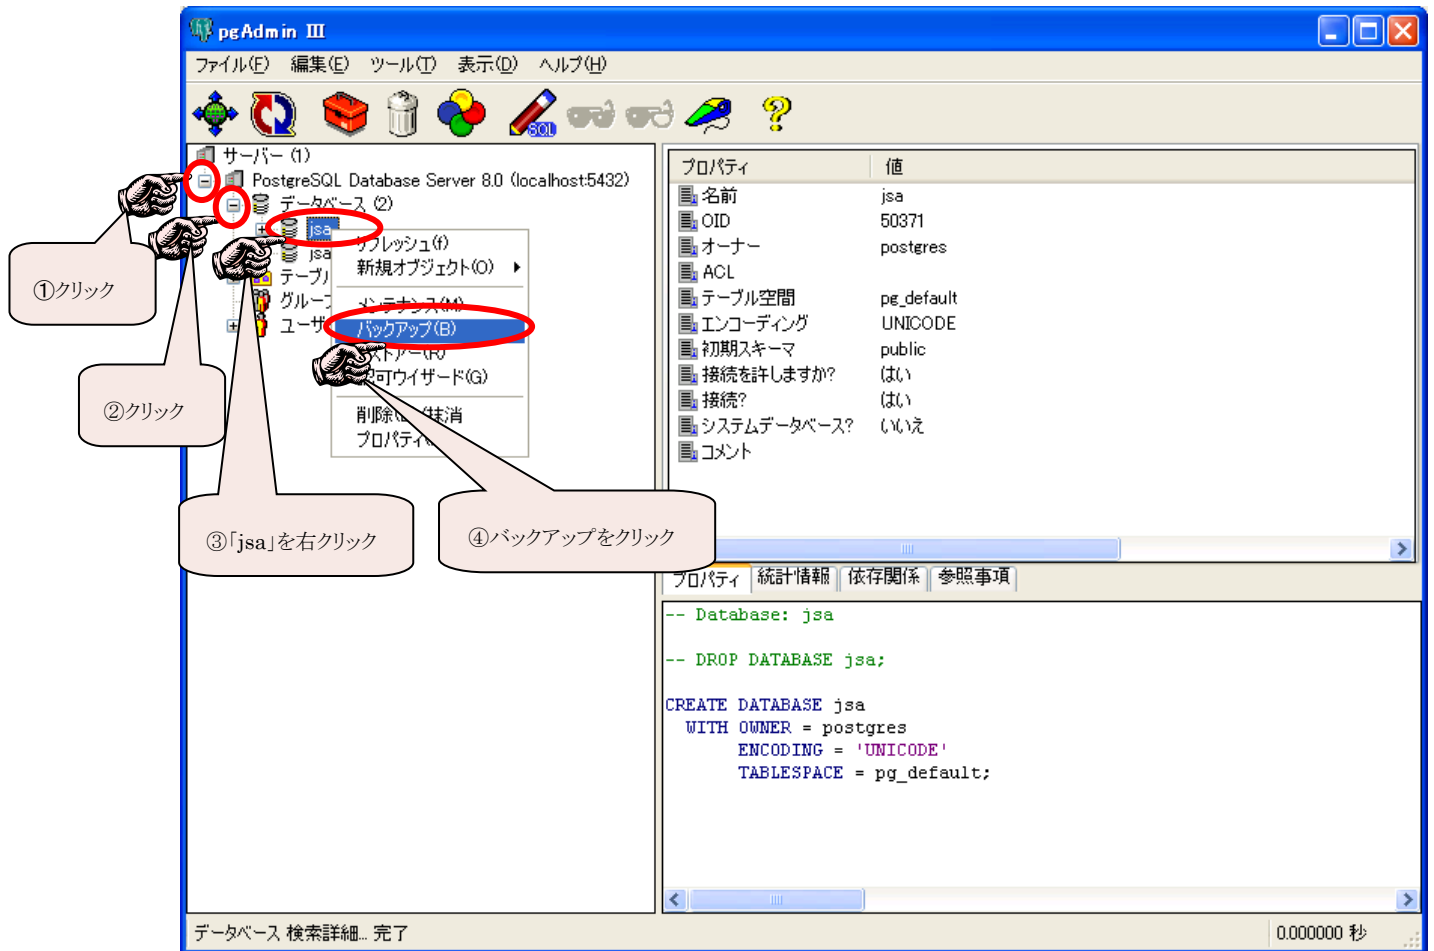 pgAdmin III
ファイル(F) 編集(E) ツール(T) 表示(D) ヘルプ(H)
SQL
サーバー (1)
PostgreSQL Database Server 8.0 (localhost:5432)
データベース (2)
jsa
jsa
テーブル
グループ
ユーザ
リフレッシュ(f)
新規オブジェクト(O)
メンテナンス(M)
バックアップ(B)
リストアー(R)
認可ウイザード(G)
削除 抹消
プロパティ
①クリック
②クリック
③「jsa」を右クリック
④バックアップをクリック
プロパティ 値
名前 jsa
OID 50371
オーナー postgres
ACL
テーブル空間 pg_default
エンコーディング UNICODE
初期スキーマ public
接続を許しますか? はい
接続? はい
システムデータベース? いいえ
コメント
プロパティ 統計情報 依存関係 参照事項
-- Database: jsa
-- DROP DATABASE jsa;
CREATE DATABASE jsa
WITH OWNER = postgres
ENCODING = 'UNICODE'
TABLESPACE = pg_default;
データベース 検索詳細... 完了
0.000000 秒